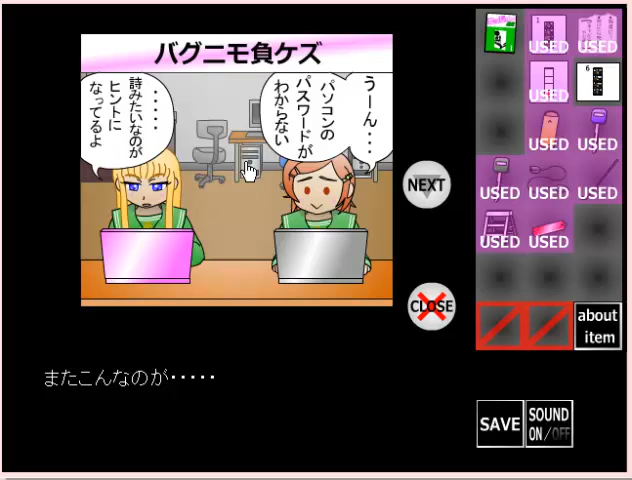 バグニモ負ケズ
うーん・・・
パソコンの
パスワードが
わからない
・・・・・
詩みたいなのが
ヒントに
なってるよ
NEXT
CLOSE
またこんなのが・・・・・
USED
USED
USED
USED
USED
USED
USED
USED
USED
USED
about
item
SAVE
SOUND
ON/OFF